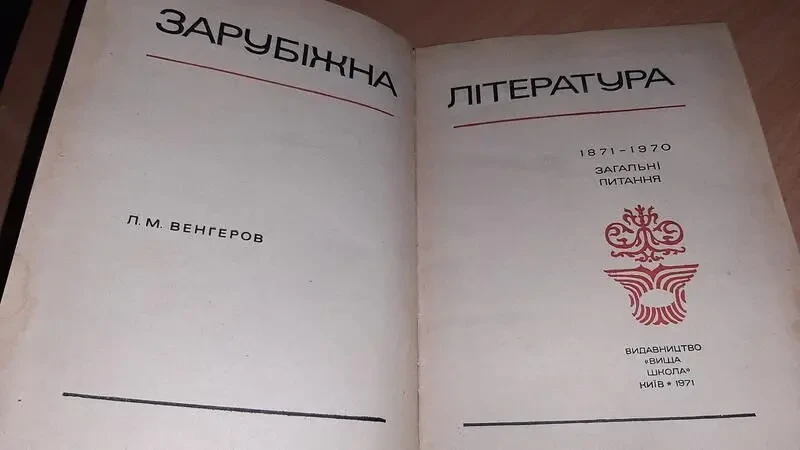 ЗАРУБІЖНА
Л. М. ВЕНГЕРОВ
ЛІТЕРАТУРА
1871–1970
ЗАГАЛЬНІ
ПИТАННЯ
ВИДАВНИЦТВО
«ВИЩА
ШКОЛА»
КИЇВ * 1971